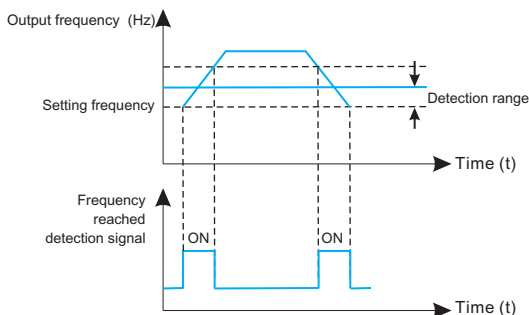 Output frequency (Hz)
Setting frequency
Detection range
Time (t)
Frequency
reached
detection signal
ON
ON
Time (t)